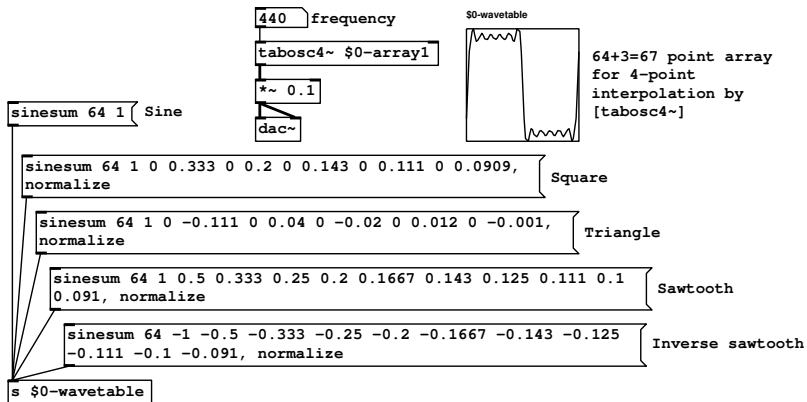 440 frequency
$0-wavetable
tabosc4~ $0-array1
64+3=67 point array
for 4-point
interpolation by
[tabosc4~]
*~ 0.1
sinesum 64 1 Sine
dac~
sinesum 64 1 0 0.333 0 0.2 0 0.143 0 0.111 0 0.0909,
normalize
Square
sinesum 64 1 0 -0.111 0 0.04 0 -0.02 0 0.012 0 -0.001,
normalize
Triangle
sinesum 64 1 0.5 0.333 0.25 0.2 0.1667 0.143 0.125 0.111 0.1
0.091, normalize
Sawtooth
sinesum 64 -1 -0.5 -0.333 -0.25 -0.2 -0.1667 -0.143 -0.125
-0.111 -0.1 -0.091, normalize
Inverse sawtooth
s $0-wavetable